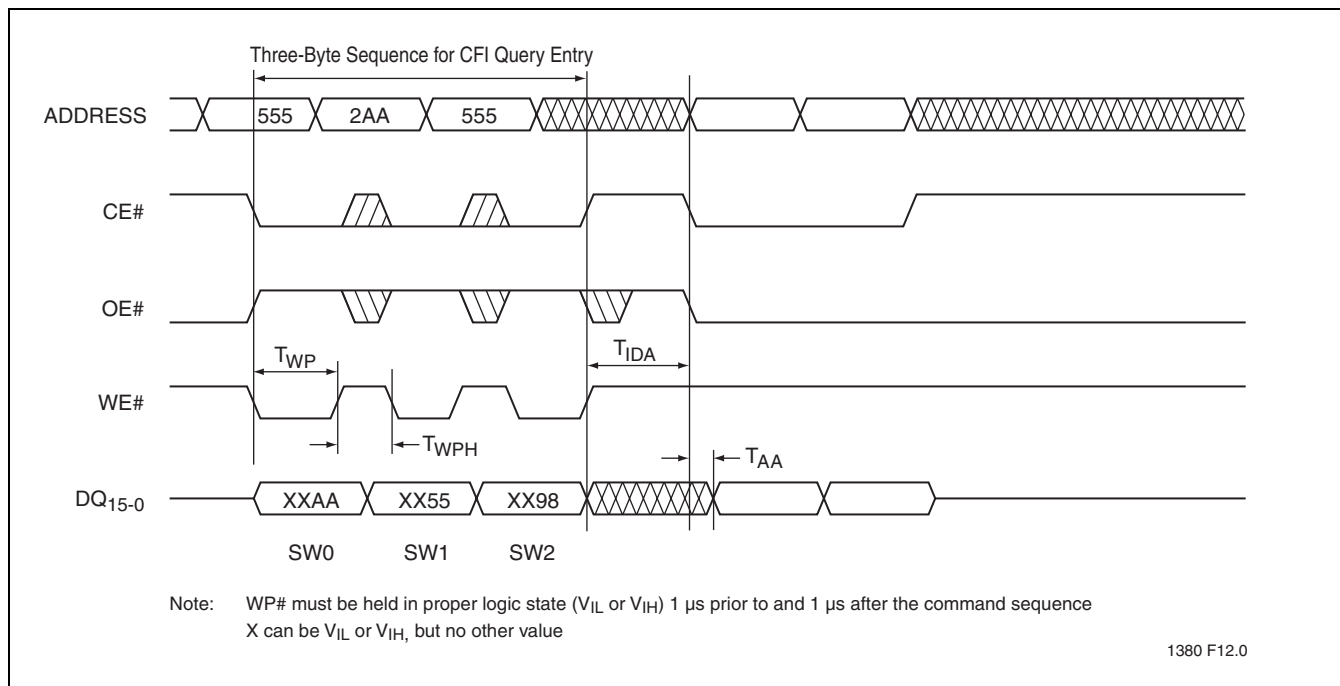 Three-Byte Sequence for CFI Query Entry
ADDRESS 555 2AA 555
CE#
OE#
TWP TIDA
WE#
TWPH TAA
DQ15-0 XXAA XX55 XX98
SW0 SW1 SW2
Note: WP# must be held in proper logic state (VIL or VIH) 1 µs prior to and 1 µs after the command sequence
X can be VIL or VIH, but no other value
1380 F12.0